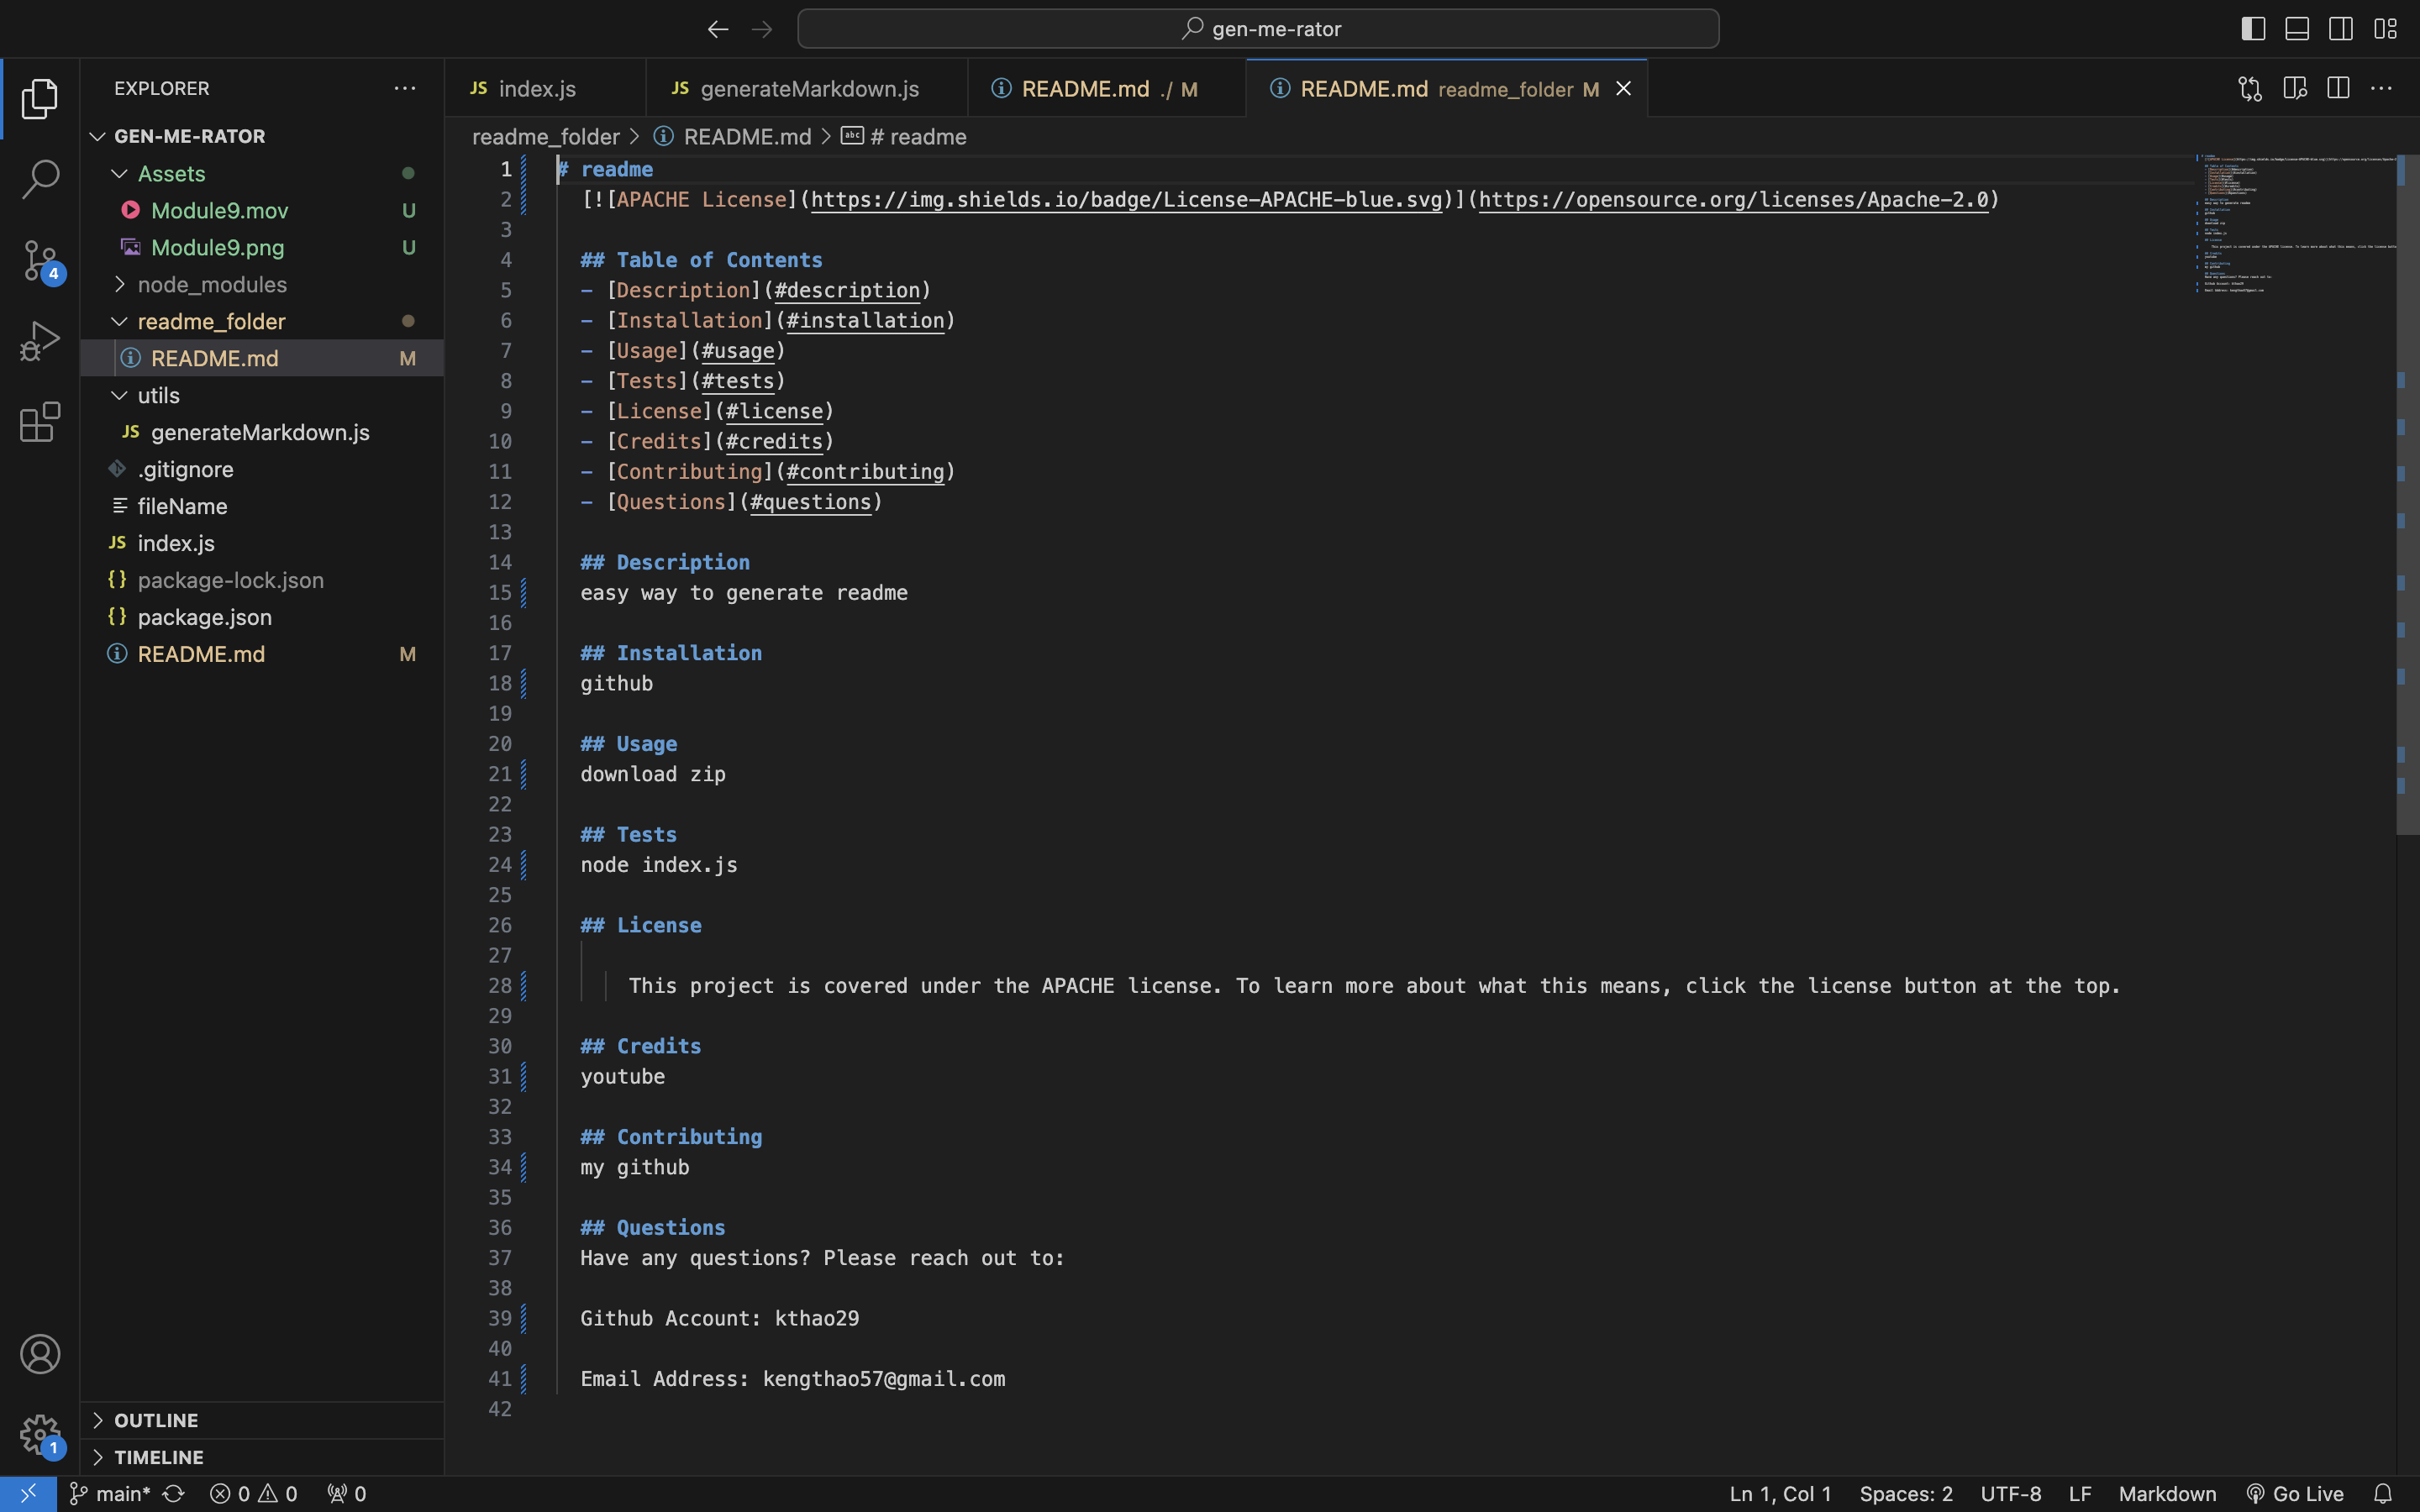 gen-me-rator
EXPLORER
GEN-ME-RATOR
Assets
Module9.mov U
Module9.png U
node_modules
readme_folder
README.md M
utils
JS generateMarkdown.js
.gitignore
fileName
JS index.js
{} package-lock.json
{} package.json
README.md M
OUTLINE
TIMELINE
4
1
JS index.js
JS generateMarkdown.js
README.md ./ M
README.md readme_folder M
readme_folder > README.md > # readme
1 # readme
2 [![APACHE License](https://img.shields.io/badge/License-APACHE-blue.svg)](https://opensource.org/licenses/Apache-2.0)
3
4 ## Table of Contents
5 - [Description](#description)
6 - [Installation](#installation)
7 - [Usage](#usage)
8 - [Tests](#tests)
9 - [License](#license)
10 - [Credits](#credits)
11 - [Contributing](#contributing)
12 - [Questions](#questions)
13
14 ## Description
15 easy way to generate readme
16
17 ## Installation
18 github
19
20 ## Usage
21 download zip
22
23 ## Tests
24 node index.js
25
26 ## License
27
28 This project is covered under the APACHE license. To learn more about what this means, click the license button at the top.
29
30 ## Credits
31 youtube
32
33 ## Contributing
34 my github
35
36 ## Questions
37 Have any questions? Please reach out to:
38
39 Github Account: kthao29
40
41 Email Address: kengthao57@gmail.com
42
main* 0 0 0 Ln 1, Col 1 Spaces: 2 UTF-8 LF Markdown Go Live